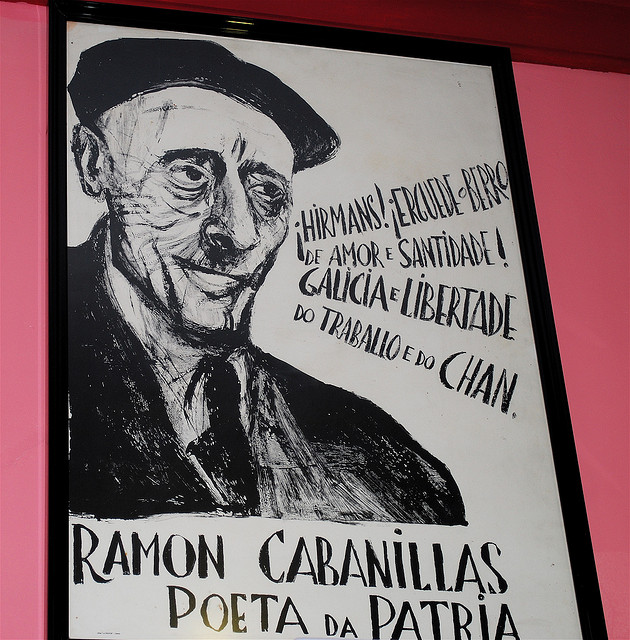 ¡HIRMANS! ¡ERGUEDE O BERRO
DE AMOR E SANTIDADE!
GALICIA E LIBERTADE
DO TRABALLO E DO CHAN.
RAMON CABANILLAS
POETA DA PATRIA